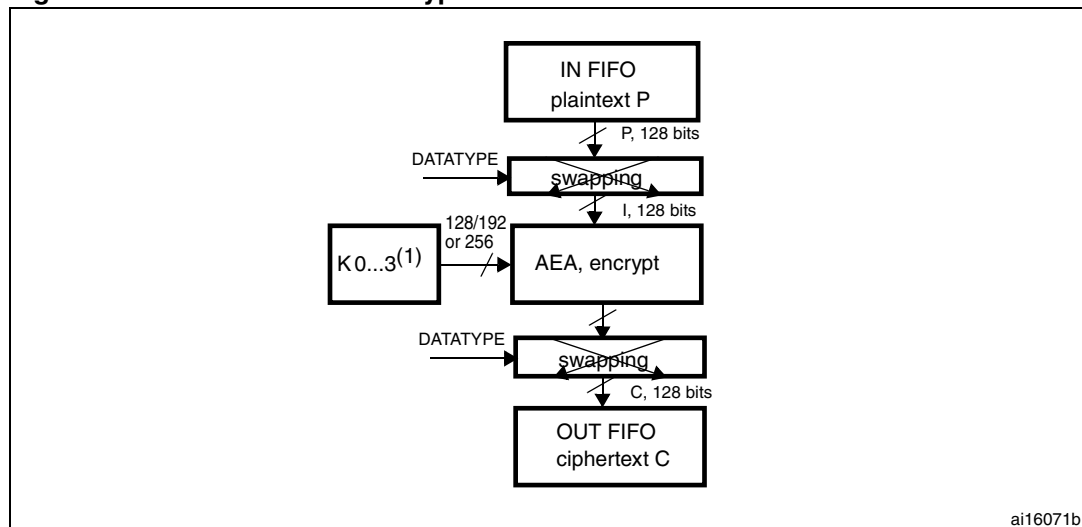 IN FIFO
plaintext P
P, 128 bits
DATATYPE
swapping
I, 128 bits
128/192
or 256
K 0...3(1)
AEA, encrypt
DATATYPE
swapping
C, 128 bits
OUT FIFO
ciphertext C
ai16071b